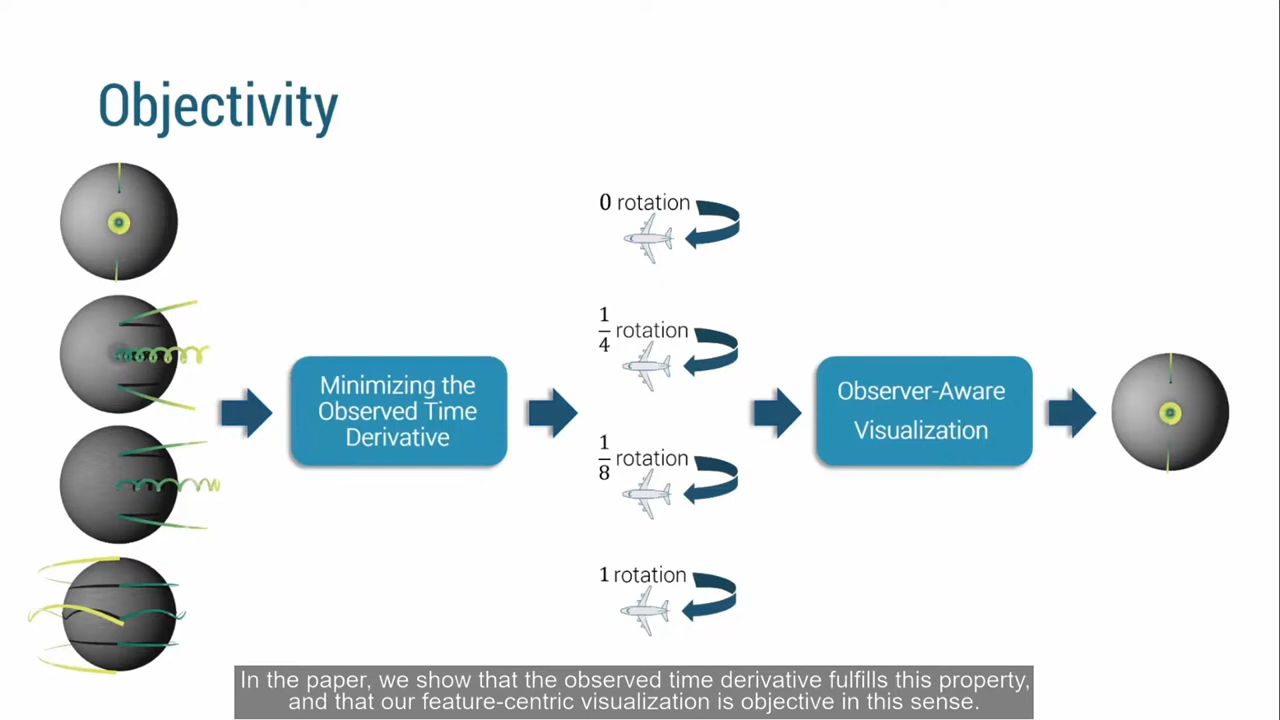 Objectivity
0 rotation
1/4 rotation
Minimizing the
Observed Time
Derivative
Observer-Aware
Visualization
1/8 rotation
1 rotation
In the paper, we show that the observed time derivative fulfills this property,
and that our feature-centric visualization is objective in this sense.